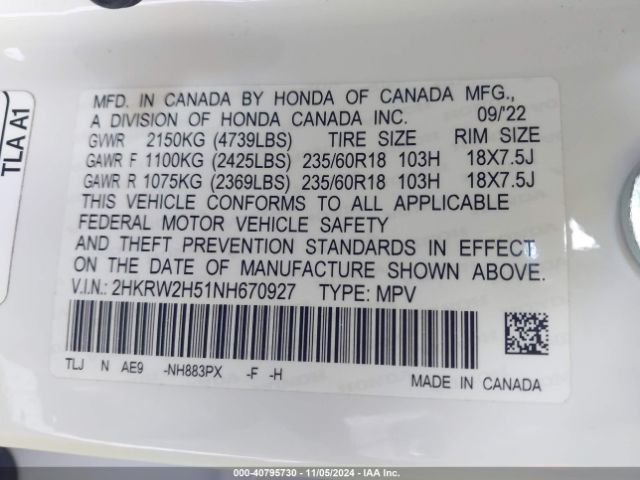 TLA A1
MFD. IN CANADA BY HONDA OF CANADA MFG.,
A DIVISION OF HONDA CANADA INC. 09/22
GVWR 2150KG (4739LBS) TIRE SIZE RIM SIZE
GAWR F 1100KG (2425LBS) 235/60R18 103H 18X7.5J
GAWR R 1075KG (2369LBS) 235/60R18 103H 18X7.5J
THIS VEHICLE CONFORMS TO ALL APPLICABLE
FEDERAL MOTOR VEHICLE SAFETY
AND THEFT PREVENTION STANDARDS IN EFFECT
ON THE DATE OF MANUFACTURE SHOWN ABOVE.
V.I.N.: 2HKRW2H51NH670927 TYPE: MPV
TLJ N AE9 -NH883PX -F -H
MADE IN CANADA
000-40795730 - 11/05/2024 - IAA Inc.